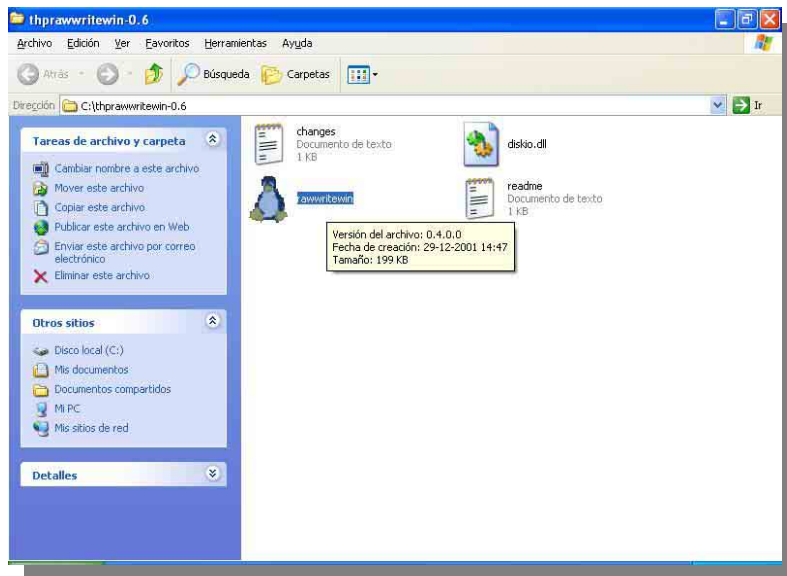 thprawwritewin-0.6
Archivo Edición Ver Favoritos Herramientas Ayuda
Atrás Búsqueda Carpetas
Dirección C:\thprawwritewin-0.6 Ir
Tareas de archivo y carpeta
Cambiar nombre a este archivo
Mover este archivo
Copiar este archivo
Publicar este archivo en Web
Enviar este archivo por correo
electrónico
Eliminar este archivo
Otros sitios
Disco local (C:)
Mis documentos
Documentos compartidos
Mi PC
Mis sitios de red
Detalles
changes
Documento de texto
1 KB
diskio.dll
rawwritewin
readme
Documento de texto
1 KB
Versión del archivo: 0.4.0.0
Fecha de creación: 29-12-2001 14:47
Tamaño: 199 KB